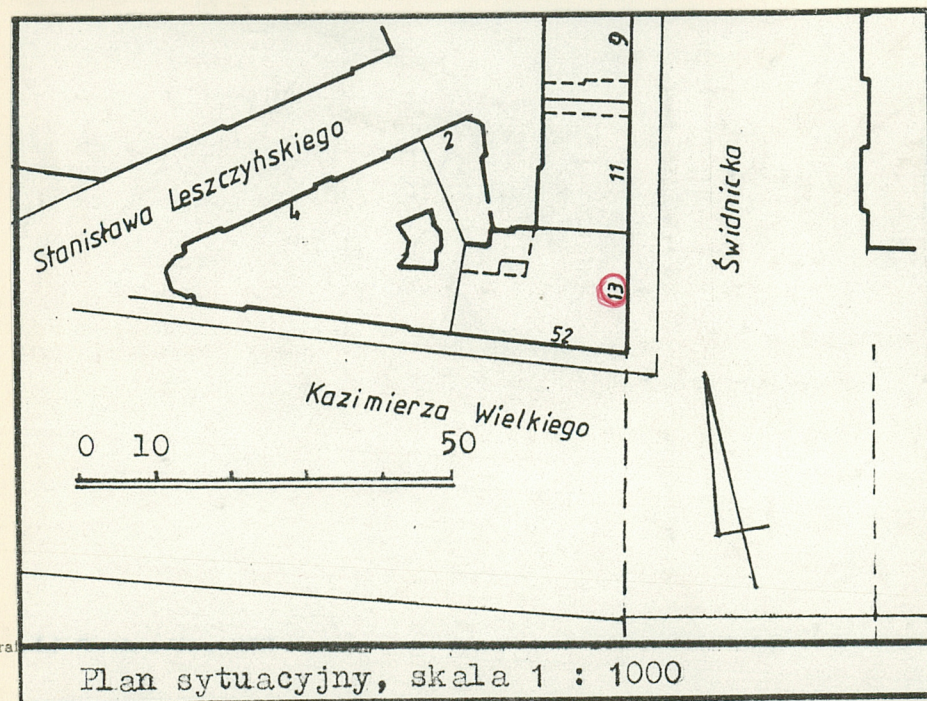 9
11
Świdnicka
2
Stanisława Leszczyńskiego
4
13
52
Kazimierza Wielkiego
0 10 50
Plan sytuacyjny, skala 1 : 1000